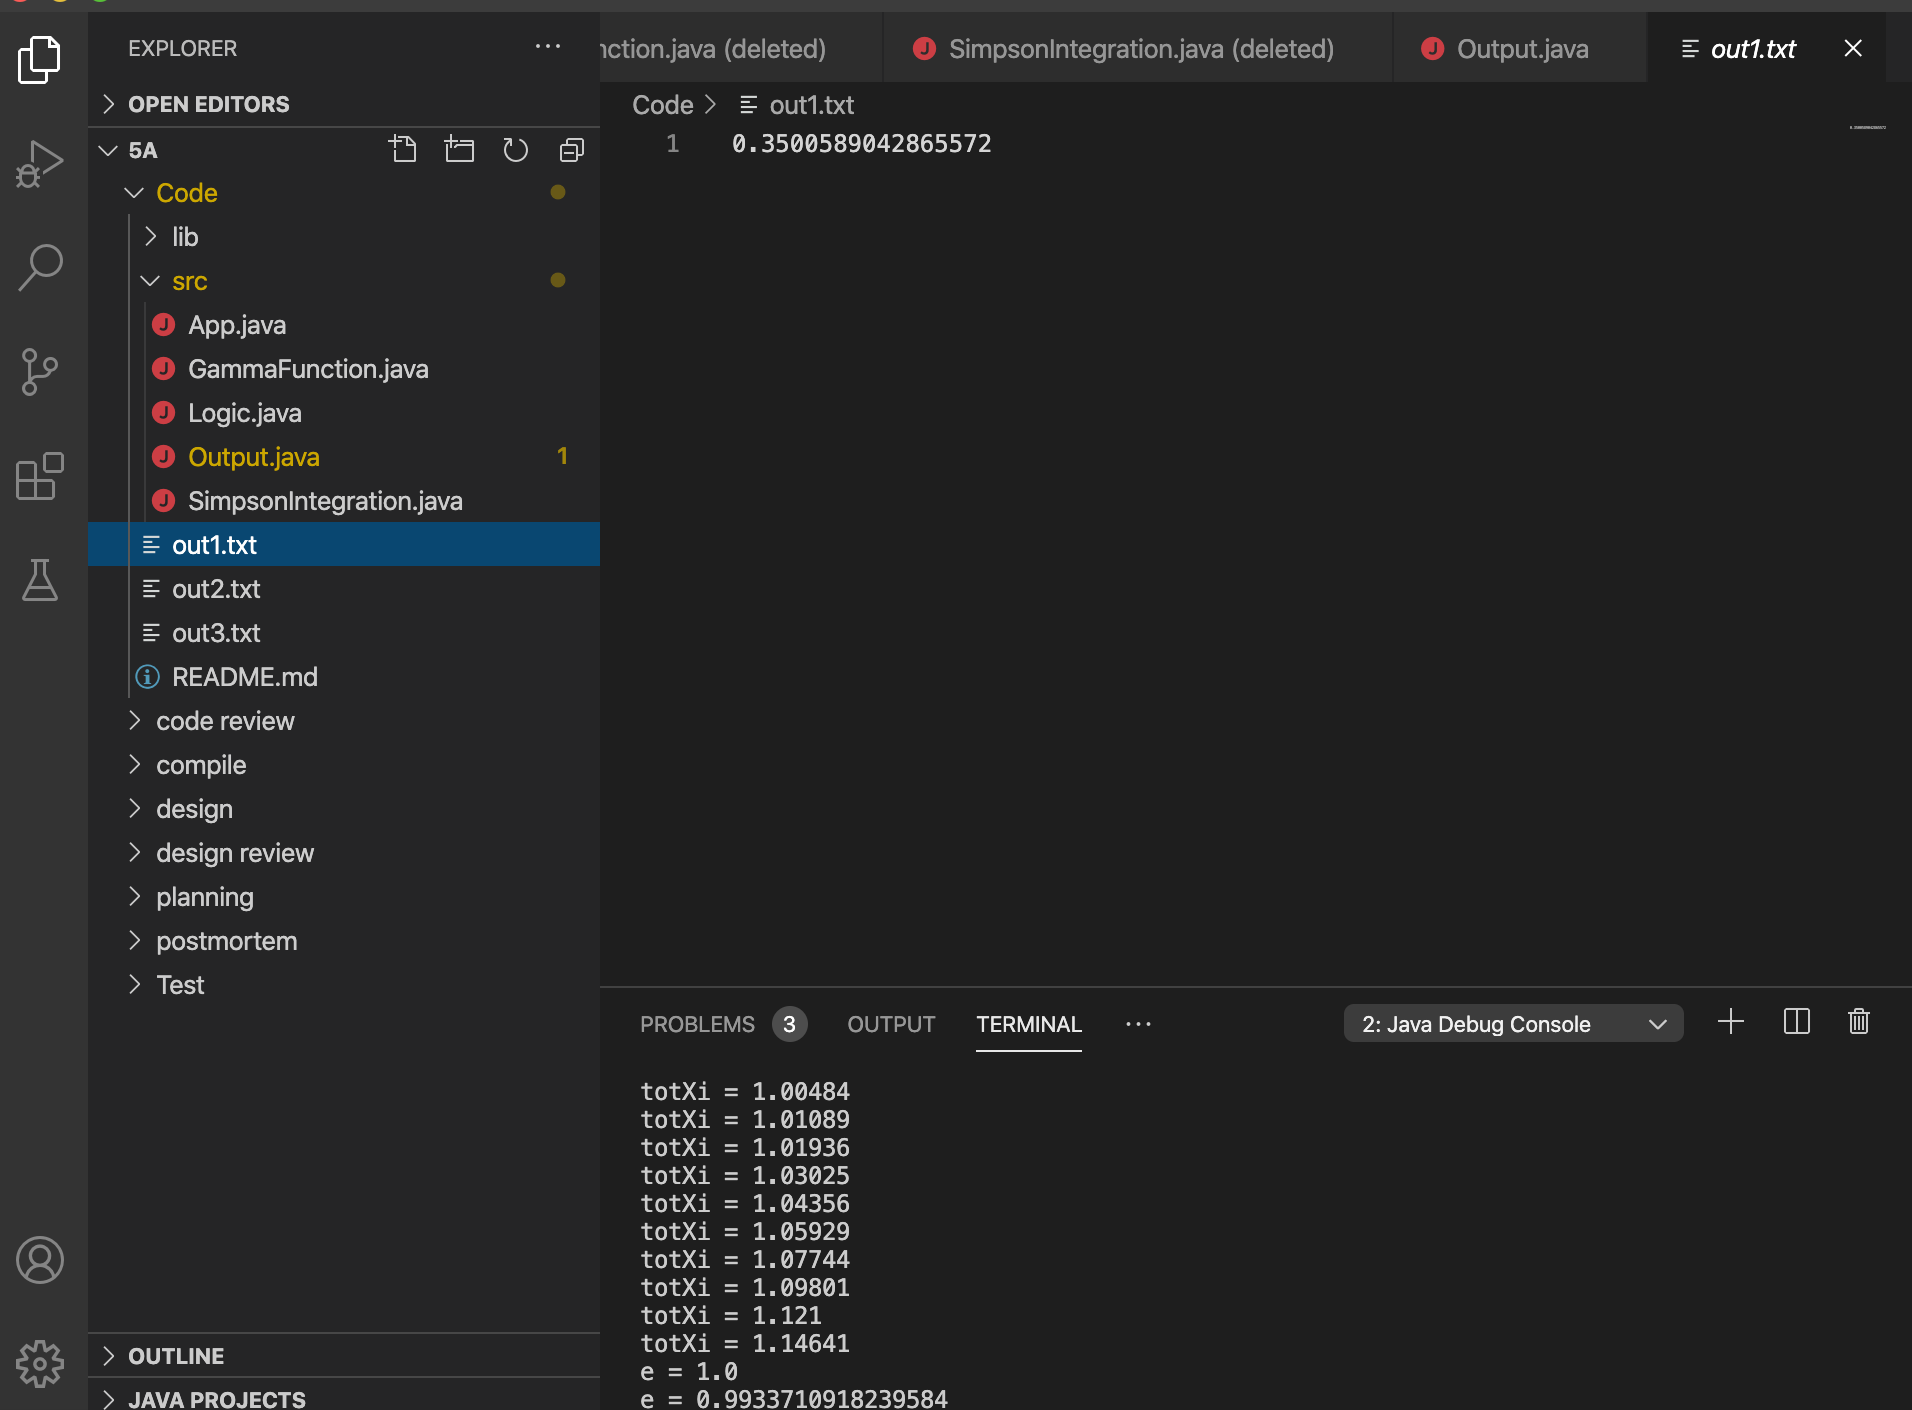 EXPLORER
OPEN EDITORS
5A
Code
lib
src
App.java
GammaFunction.java
Logic.java
Output.java 1
SimpsonIntegration.java
out1.txt
out2.txt
out3.txt
README.md
code review
compile
design
design review
planning
postmortem
Test
OUTLINE
JAVA PROJECTS
nction.java (deleted) SimpsonIntegration.java (deleted) Output.java out1.txt
Code > out1.txt
1 0.3500589042865572
PROBLEMS 3 OUTPUT TERMINAL ... 2: Java Debug Console
totXi = 1.00484
totXi = 1.01089
totXi = 1.01936
totXi = 1.03025
totXi = 1.04356
totXi = 1.05929
totXi = 1.07744
totXi = 1.09801
totXi = 1.121
totXi = 1.14641
e = 1.0
e = 0.9933710918239584